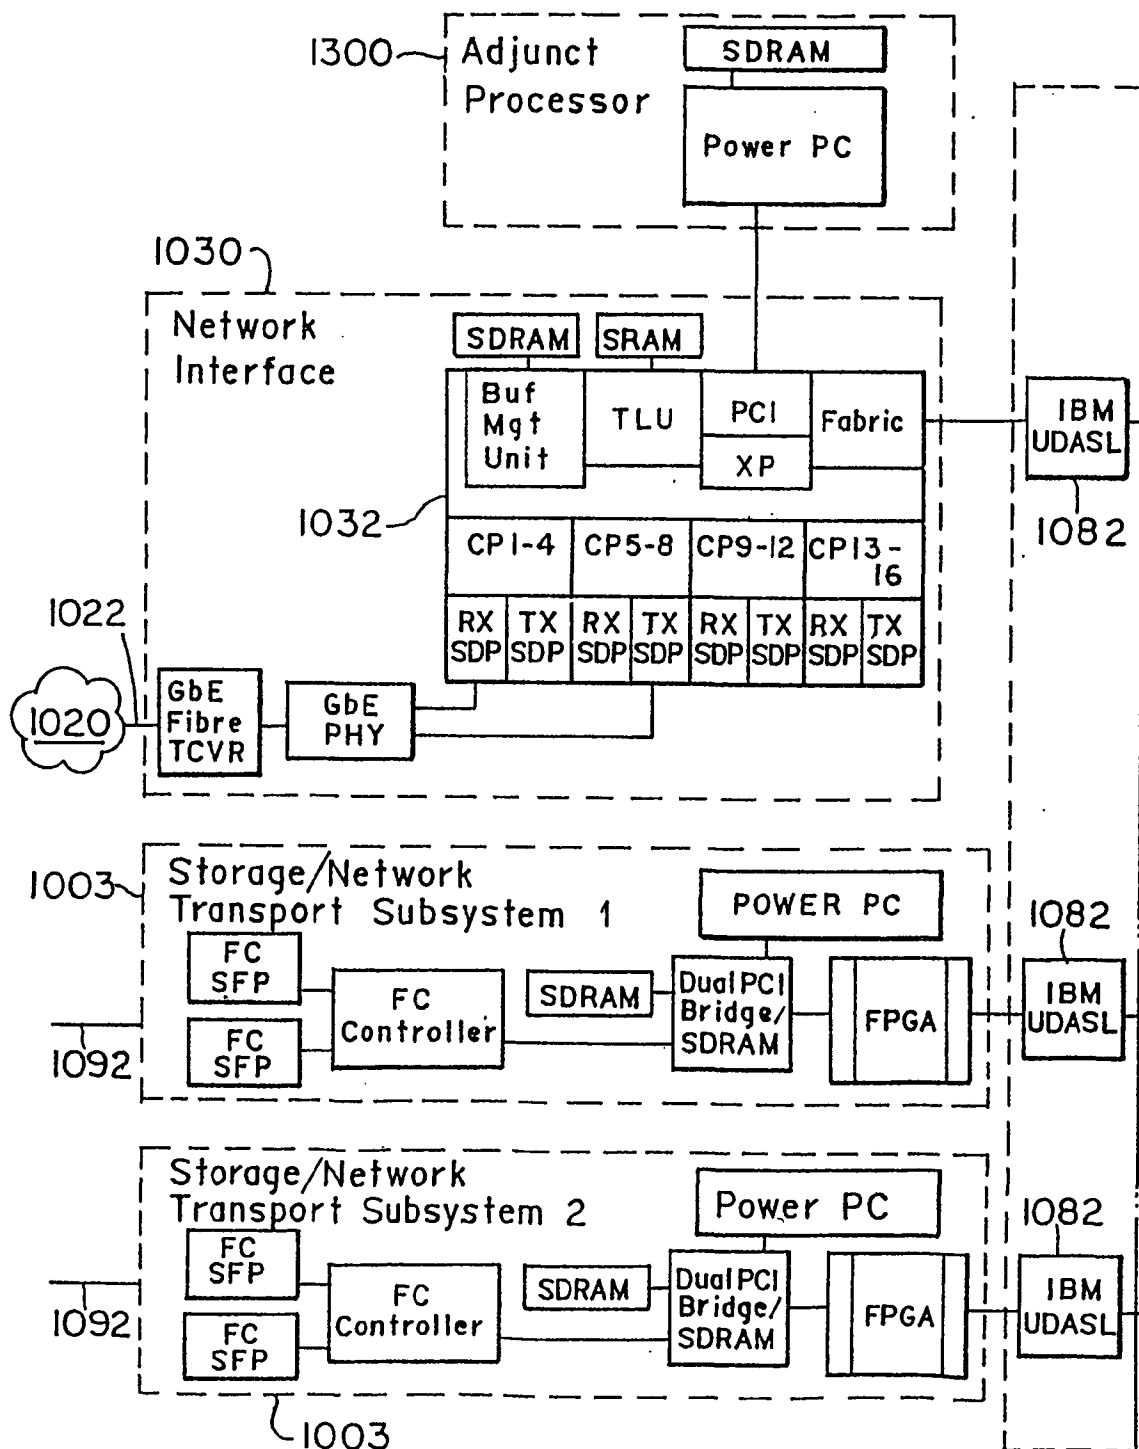 1300
Adjunct
Processor
SDRAM
Power PC
1030
Network
Interface
SDRAM
SRAM
Buf
Mgt
Unit
TLU
PCI
XP
Fabric
IBM
UDASL
1082
1032
CP1-4
CP5-8
CP9-12
CP13-
16
RX
SDP
TX
SDP
RX
SDP
TX
SDP
RX
SDP
TX
SDP
RX
SDP
TX
SDP
1022
1020
GbE
Fibre
TCVR
GbE
PHY
1003
Storage/Network
Transport Subsystem 1
POWER PC
1082
FC
SFP
FC
SFP
FC
Controller
SDRAM
Dual PCI
Bridge/
SDRAM
FPGA
IBM
UDASL
1092
Storage/Network
Transport Subsystem 2
Power PC
1082
FC
SFP
FC
SFP
FC
Controller
SDRAM
Dual PCI
Bridge/
SDRAM
FPGA
IBM
UDASL
1092
1003